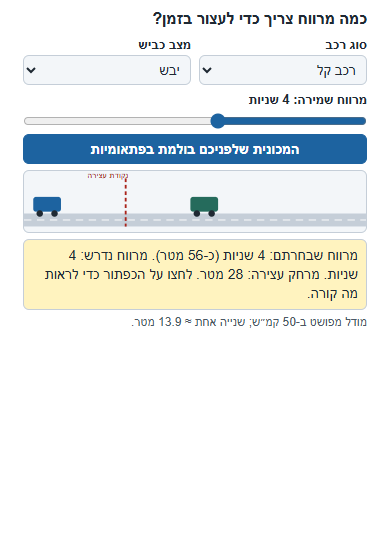 כמה מרווח צריך כדי לעצור בזמן?
סוג רכב
מצב כביש
רכב קל
יבש
מרווח שמירה: 4 שניות
המכונית שלפניכם בולמת בפתאומיות
נקודת עצירה
מרווח שבחרתם: 4 שניות (כ-56 מטר). מרווח נדרש: 4
שניות. מרחק עצירה: 28 מטר. לחצו על הכפתור כדי לראות
מה קורה.
מודל מפושט ב-50 קמ״ש; שנייה אחת ≈ 13.9 מטר.